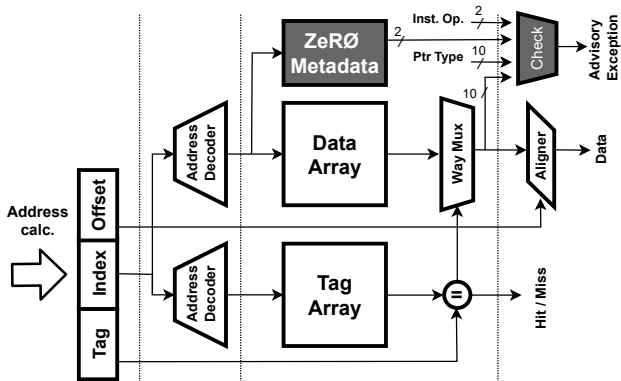 Inst. Op.
2
ZeRØ
Metadata
2
Ptr Type
10
10
Check
Advisory
Exception
Address
Decoder
Data
Array
Way Mux
Aligner
Data
Address
calc.
Offset
Index
Tag
Address
Decoder
Tag
Array
=
Hit / Miss